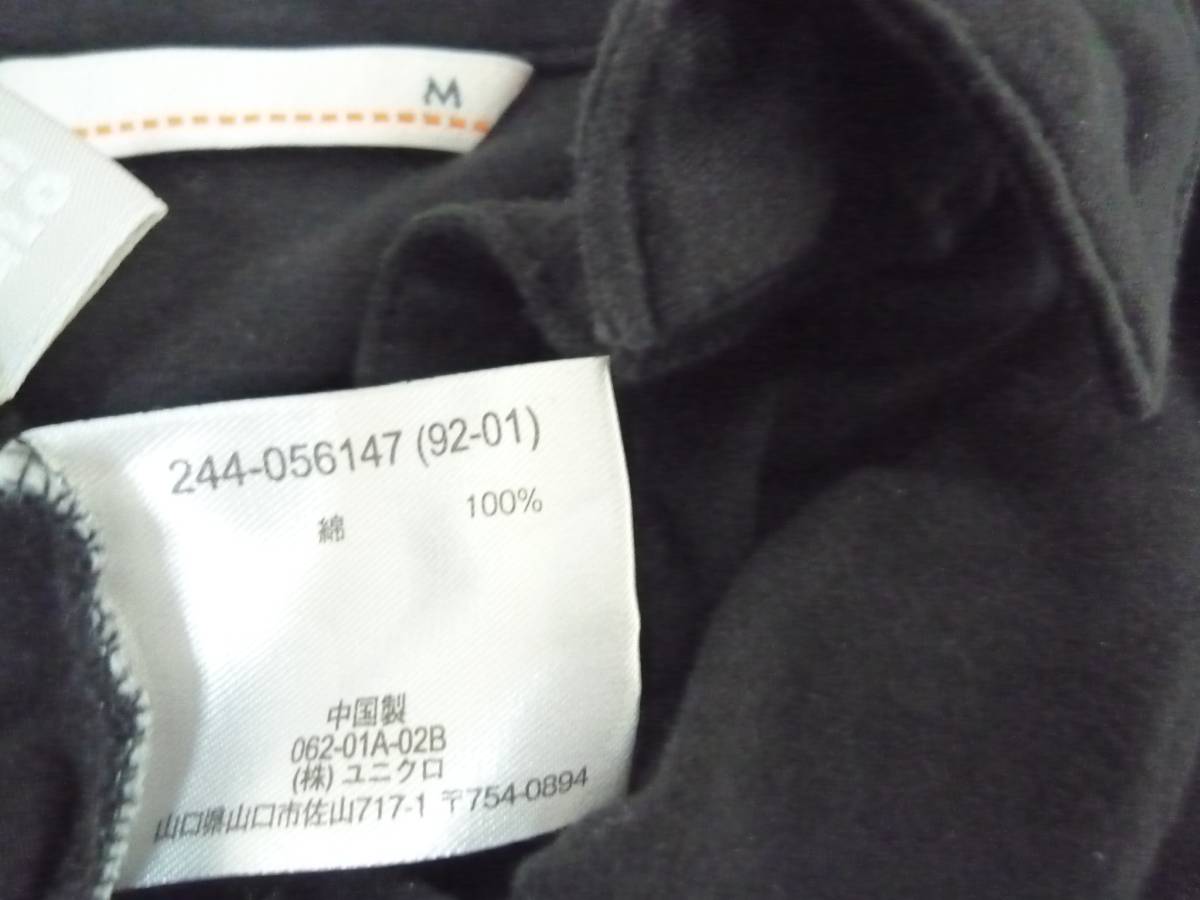 M
244-056147 (92-01)
綿 100%
中国製
062-01A-02B
(株) ユニクロ
山口県山口市佐山717-1 〒754-0894